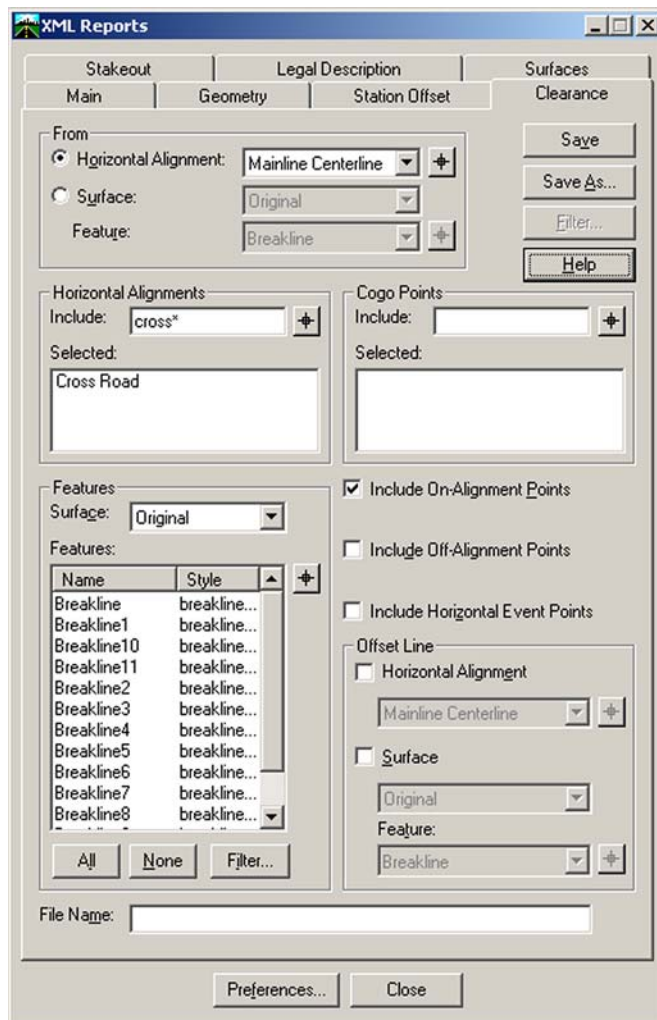 XML Reports
Stakeout Legal Description Surfaces
Main Geometry Station Offset Clearance
From
Horizontal Alignment: Mainline Centerline
Surface: Original
Feature: Breakline
Save
Save As...
Filter...
Help
Horizontal Alignments
Include: cross*
Selected:
Cross Road
Cogo Points
Include:
Selected:
Features
Surface: Original
Features:
Name Style
Breakline breakline...
Breakline1 breakline...
Breakline10 breakline...
Breakline11 breakline...
Breakline2 breakline...
Breakline3 breakline...
Breakline4 breakline...
Breakline5 breakline...
Breakline6 breakline...
Breakline7 breakline...
Breakline8 breakline...
All None Filter...
Include On-Alignment Points
Include Off-Alignment Points
Include Horizontal Event Points
Offset Line
Horizontal Alignment
Mainline Centerline
Surface
Original
Feature:
Breakline
File Name:
Preferences... Close